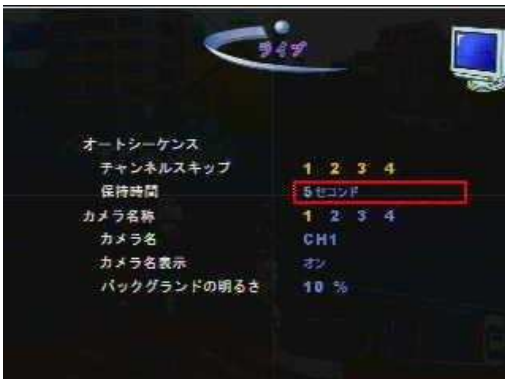 ライブ
オートシーケンス
チャンネルスキップ 1 2 3 4
保持時間 5 セコンド
カメラ名称 1 2 3 4
カメラ名 CH1
カメラ名表示 オン
バックグランドの明るさ 10 %